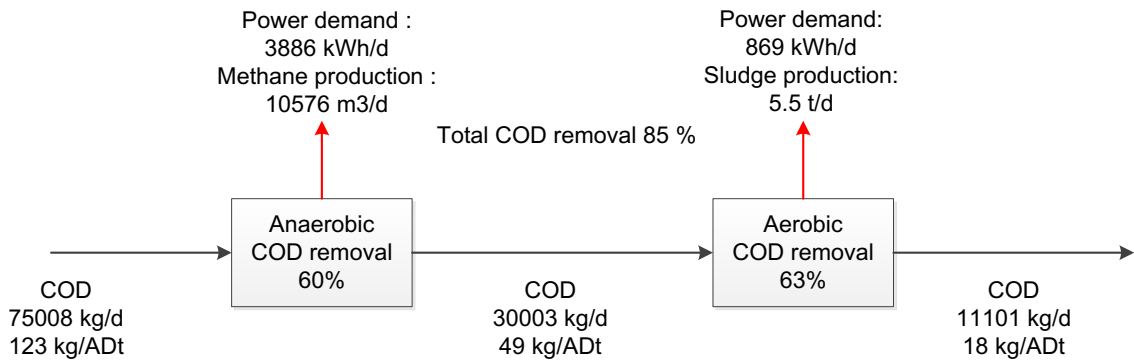 Power demand :
3886 kWh/d
Methane production :
10576 m3/d
Power demand:
869 kWh/d
Sludge production:
5.5 t/d
Total COD removal 85 %
Anaerobic
COD removal
60%
Aerobic
COD removal
63%
COD
75008 kg/d
123 kg/ADt
COD
30003 kg/d
49 kg/ADt
COD
11101 kg/d
18 kg/ADt